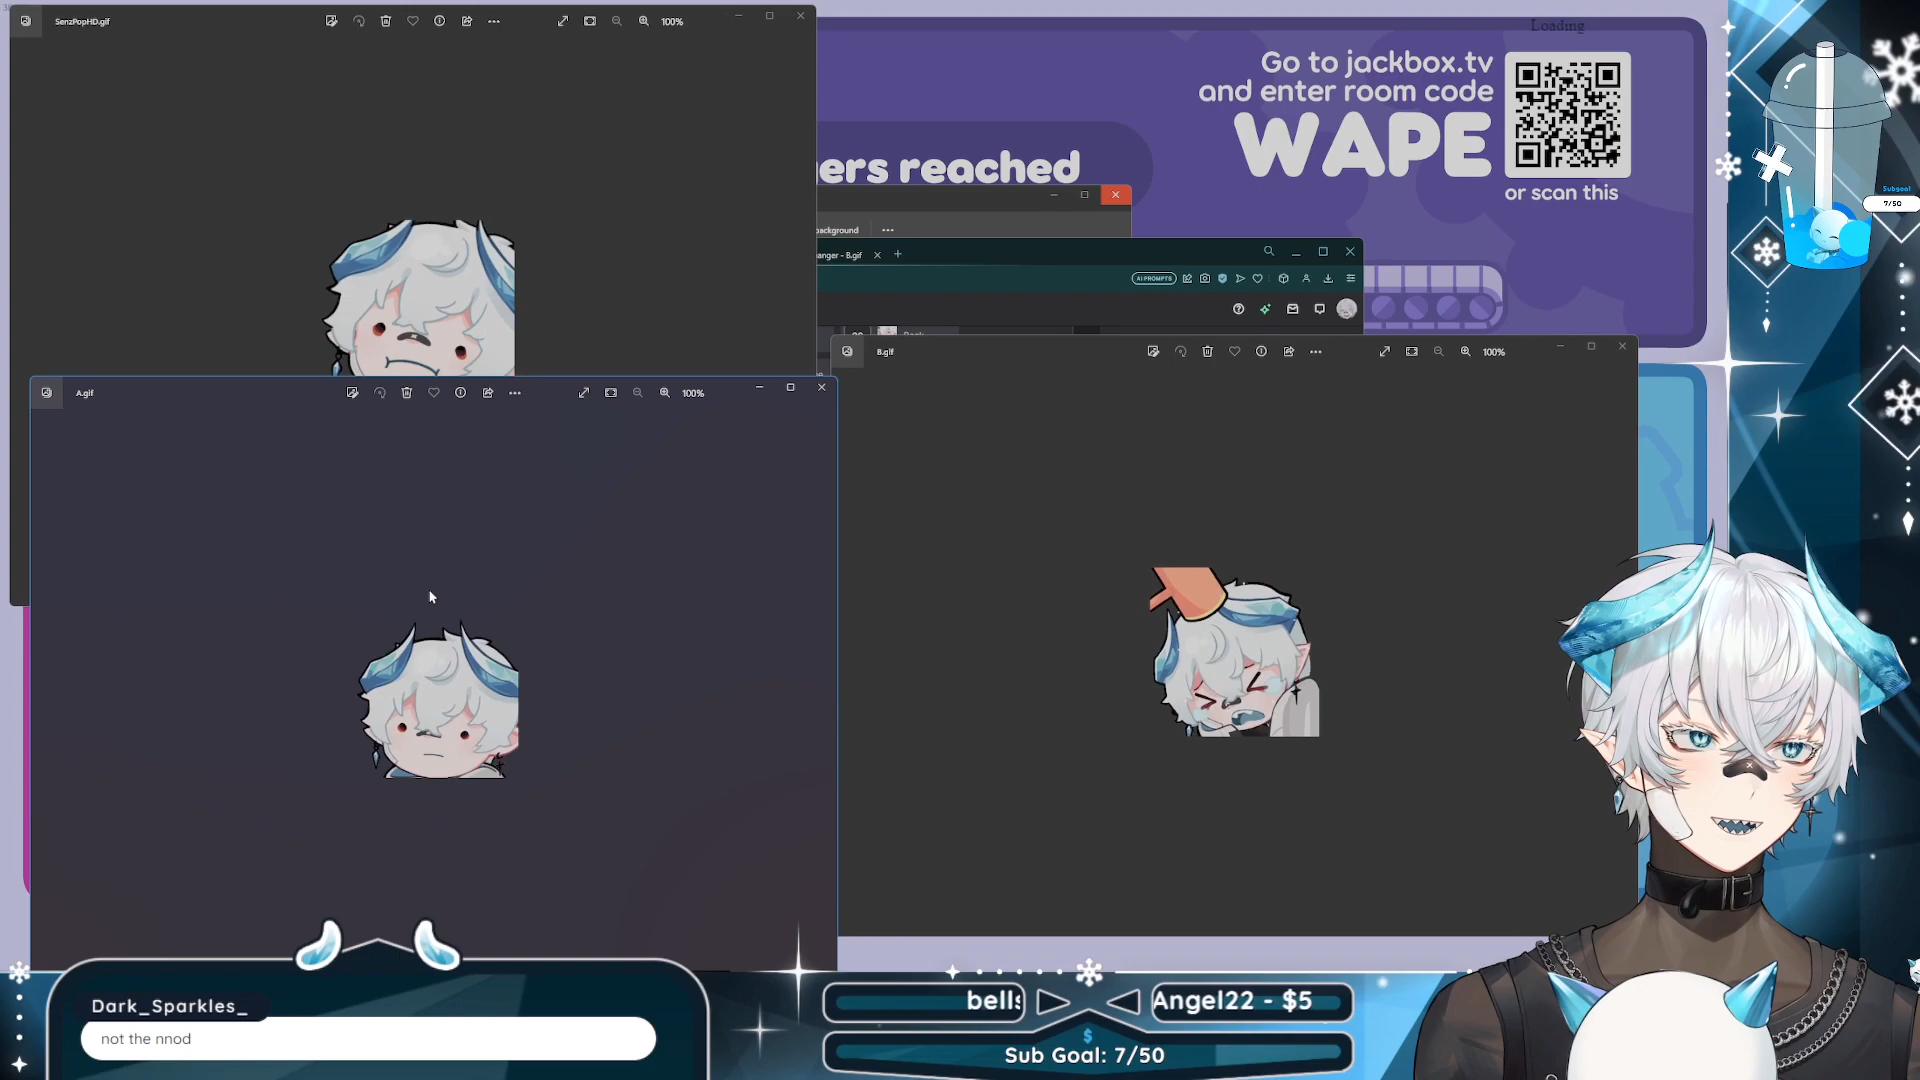 SenzPopHD.gif
100%
Loading
Go to jackbox.tv
and enter room code
WAPE
or scan this
ers reached
Subgoal
7/50
background
anger - B.gif
AI PROMPTS
B.gif
100%
A.gif
100%
Dark_Sparkles_
not the nnod
bells
Angel22 - $5
$
Sub Goal: 7/50